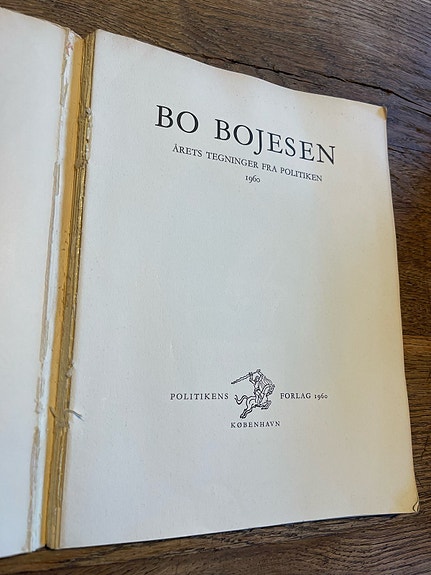 BO BOJESEN
ÅRETS TEGNINGER FRA POLITIKEN
1960
POLITIKENS FORLAG 1960
KØBENHAVN